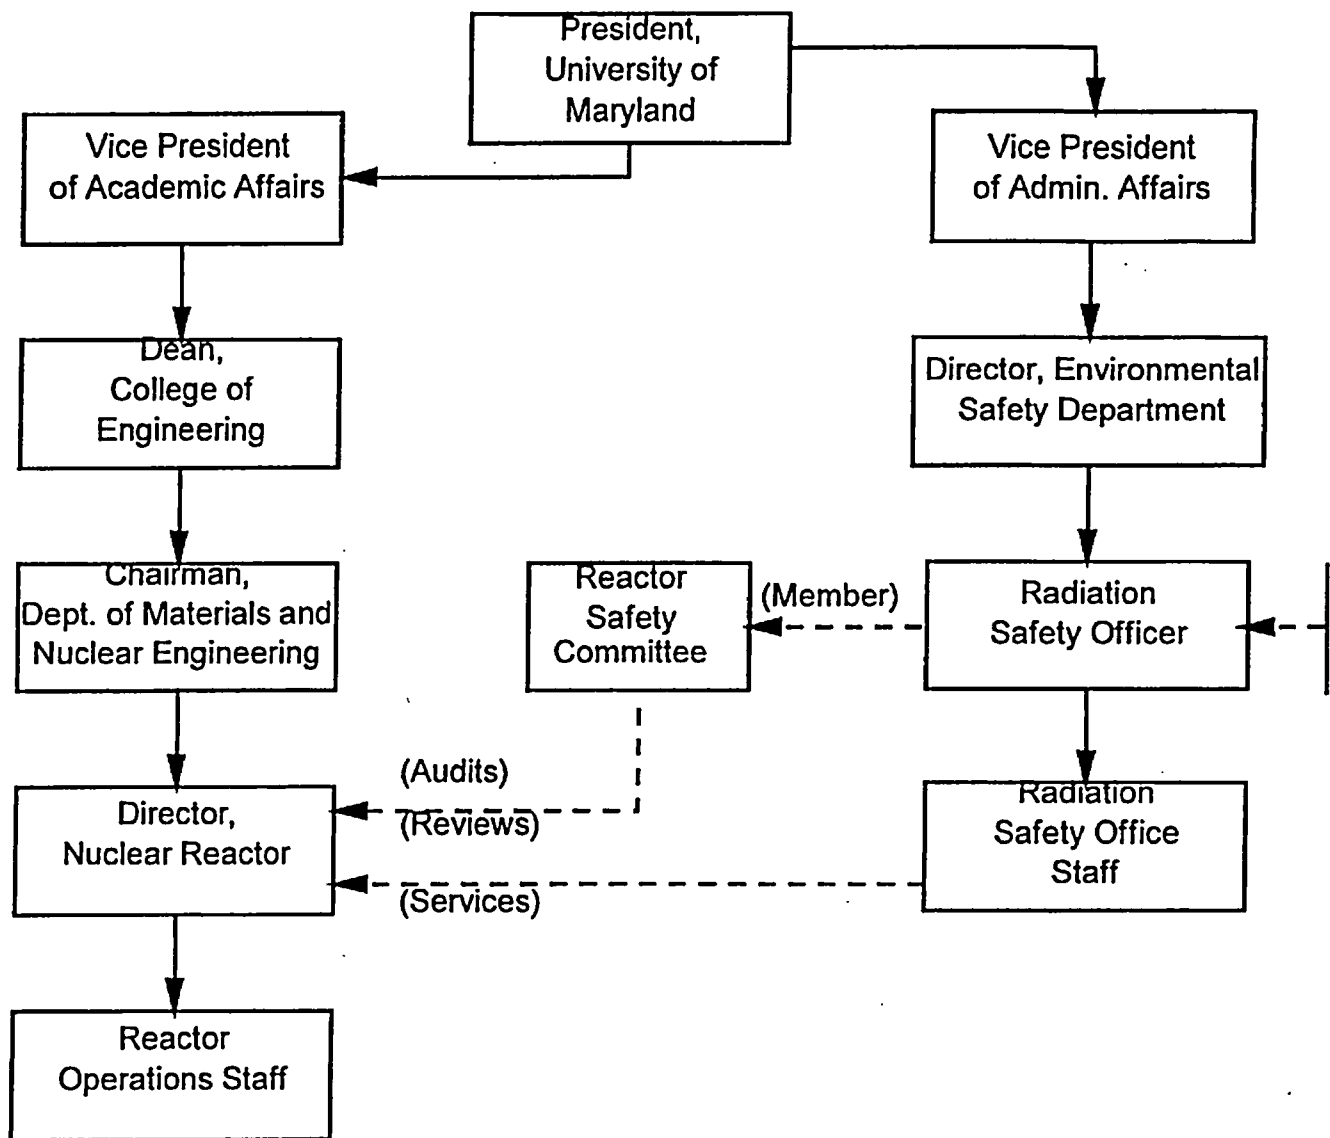 President,
University of
Maryland
Vice President
of Academic Affairs
Vice President
of Admin. Affairs
Dean,
College of
Engineering
Director, Environmental
Safety Department
Chairman,
Dept. of Materials and
Nuclear Engineering
Reactor
Safety
Committee
(Member)
Radiation
Safety Officer
(Audits)
(Reviews)
Director,
Nuclear Reactor
(Services)
Radiation
Safety Office
Staff
Reactor
Operations Staff